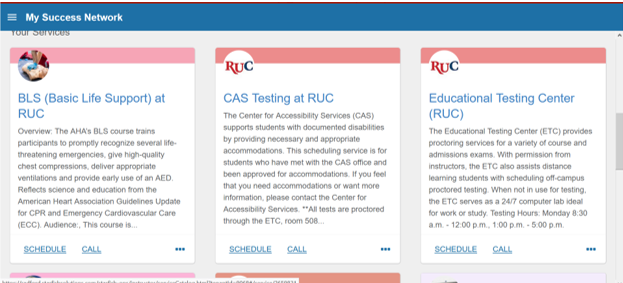 My Success Network
Your Services
BLS (Basic Life Support) at
RUC
Overview: The AHA's BLS course trains
participants to promptly recognize several life-
threatening emergencies, give high-quality
chest compressions, deliver appropriate
ventilations and provide early use of an AED.
Reflects science and education from the
American Heart Association Guidelines Update
for CPR and Emergency Cardiovascular Care
(ECC). Audience:, This course is...
SCHEDULE CALL
RUC
CAS Testing at RUC
The Center for Accessibility Services (CAS)
supports students with documented disabilities
by providing necessary and appropriate
accommodations. This scheduling service is for
students who have met with the CAS office and
been approved for accommodations. If you feel
that you need accommodations or want more
information, please contact the Center for
Accessibility Services. **All tests are proctored
through the ETC, room 508...
SCHEDULE CALL
RUC
Educational Testing Center
(RUC)
The Educational Testing Center (ETC) provides
proctoring services for a variety of course and
admissions exams. With permission from
instructors, the ETC also assists distance
learning students with scheduling off-campus
proctored testing. When not in use for testing,
the ETC serves as a 24/7 computer lab ideal
for work or study. Testing Hours: Monday 8:30
a.m. - 12:00 p.m., 1:00 p.m. - 5:00 p.m.
SCHEDULE CALL